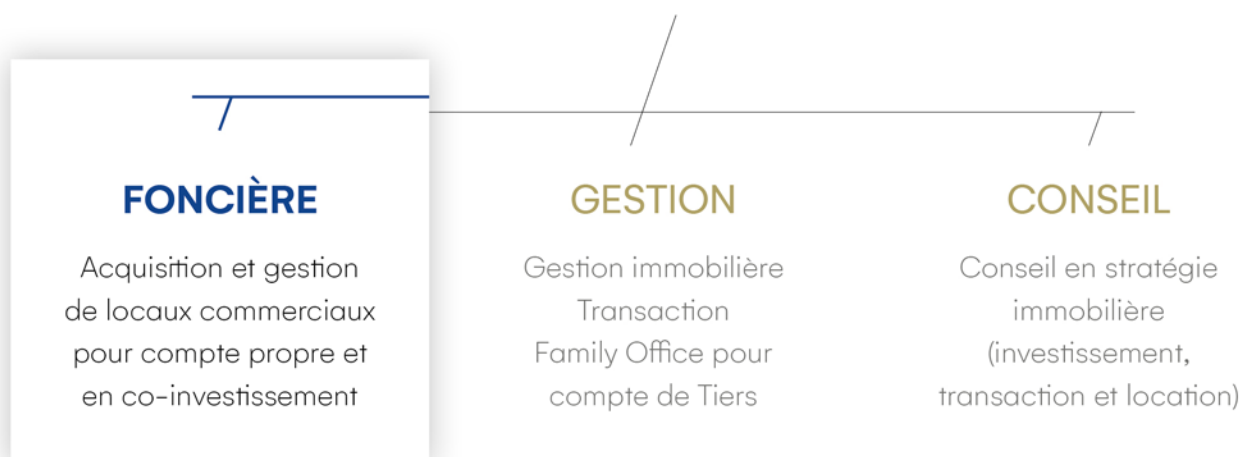 FONCIÈRE
Acquisition et gestion
de locaux commerciaux
pour compte propre et
en co-investissement
GESTION
Gestion immobilière
Transaction
Family Office pour
compte de Tiers
CONSEIL
Conseil en stratégie
immobilière
(investissement,
transaction et location)